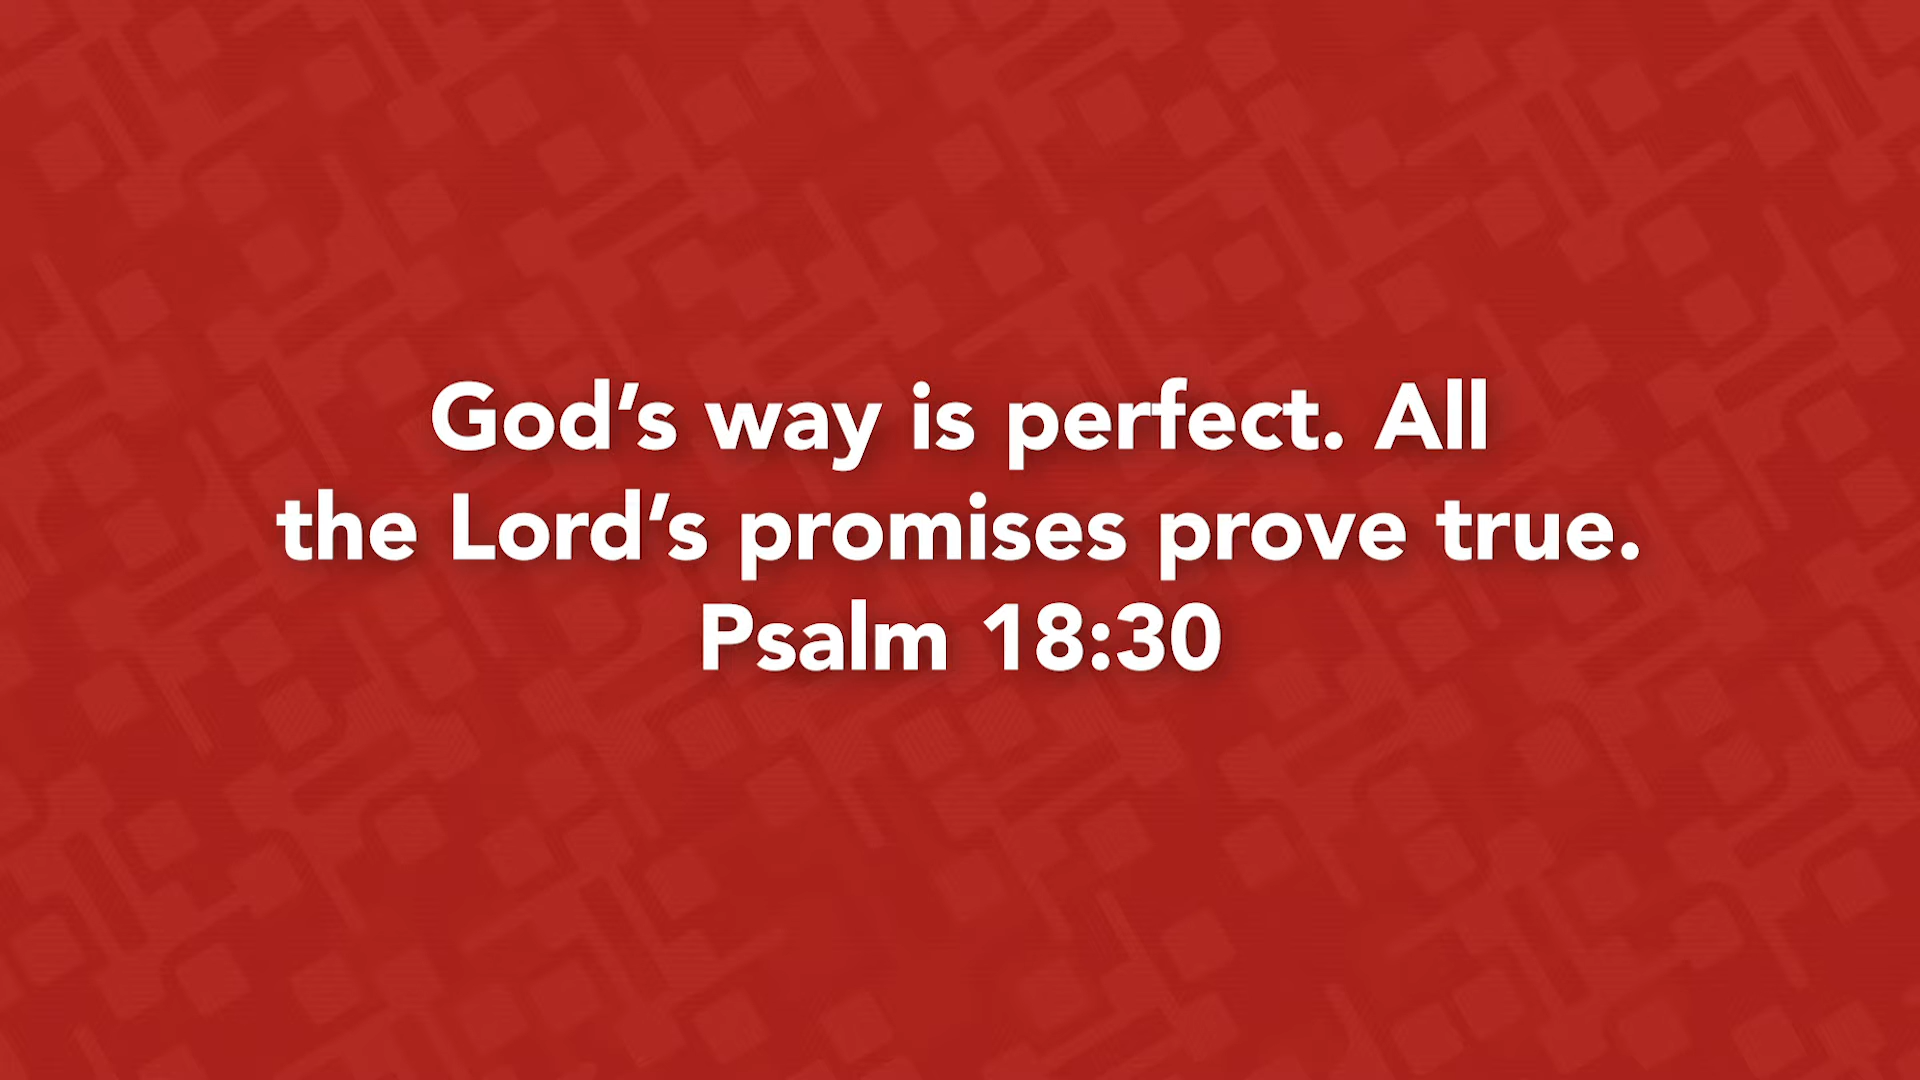 God’s way is perfect. All
the Lord’s promises prove true.
Psalm 18:30